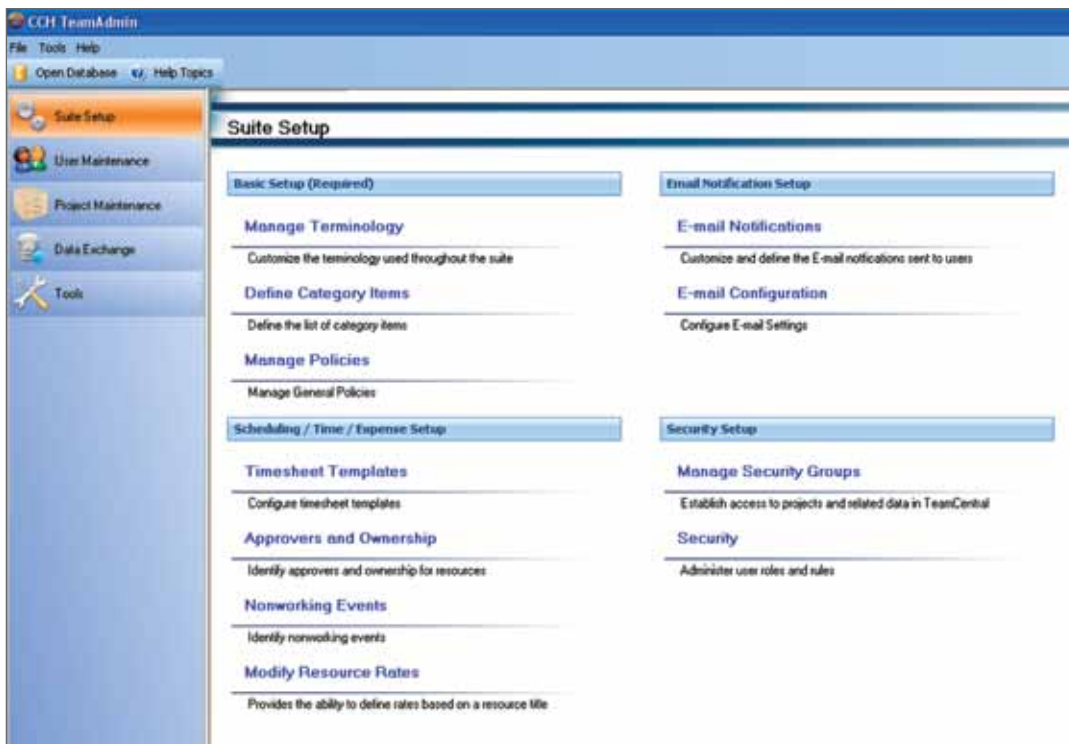 CCH TeamAdmin
File Tools Help
Open Database Help Topics
Suite Setup
User Maintenance
Project Maintenance
Data Exchange
Tools
Suite Setup
Basic Setup (Required)
Manage Terminology
Customize the terminology used throughout the suite
Define Category Items
Define the list of category items
Manage Policies
Manage General Policies
Email Notification Setup
E-mail Notifications
Customize and define the E-mail notifications sent to users
E-mail Configuration
Configure E-mail Settings
Scheduling / Time / Expense Setup
Timesheet Templates
Configure timesheet templates
Approvers and Ownership
Identify approvers and ownership for resources
Nonworking Events
Identify nonworking events
Modify Resource Rates
Provides the ability to define rates based on a resource title
Security Setup
Manage Security Groups
Establish access to projects and related data in TeamCentral
Security
Administer user roles and rules